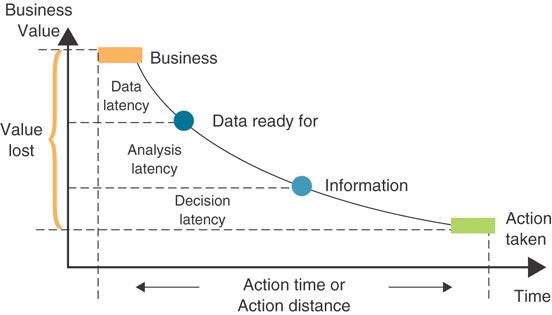 Business
Value
Business
Data
latency
Data ready for
Value
lost
Analysis
latency
Information
Decision
latency
Action
taken
Action time or
Action distance
Time